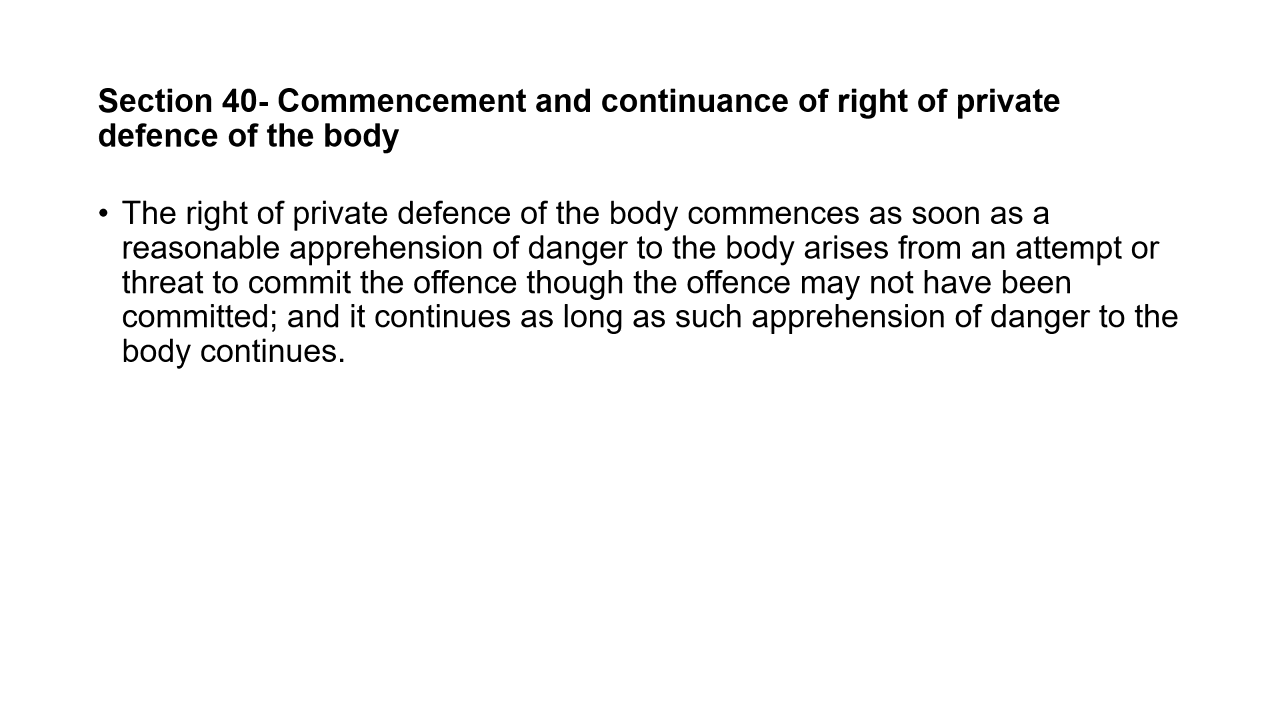 Section 40- Commencement and continuance of right of private
defence of the body
• The right of private defence of the body commences as soon as a
reasonable apprehension of danger to the body arises from an attempt or
threat to commit the offence though the offence may not have been
committed; and it continues as long as such apprehension of danger to the
body continues.